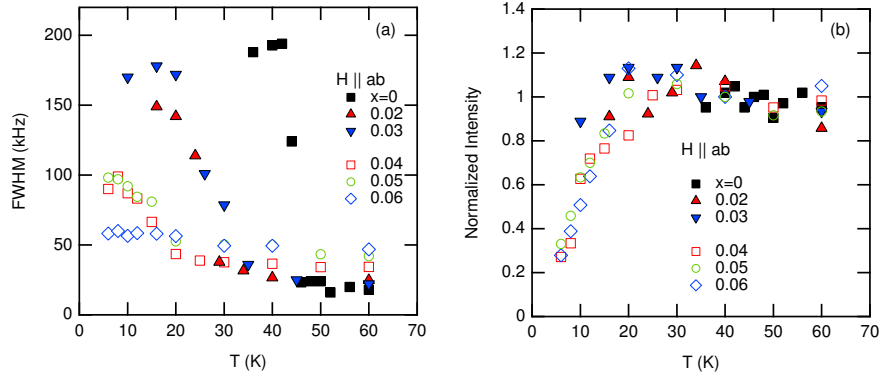 (a)
H || ab
x=0
0.02
0.03
0.04
0.05
0.06
200
150
100
50
0
FWHM (kHz)
0 10 20 30 40 50 60 70
T (K)
(b)
1.4
1.2
1
0.8
0.6
0.4
0.2
0
Normalized Intensity
H || ab
x=0
0.02
0.03
0.04
0.05
0.06
0 10 20 30 40 50 60 70
T (K)